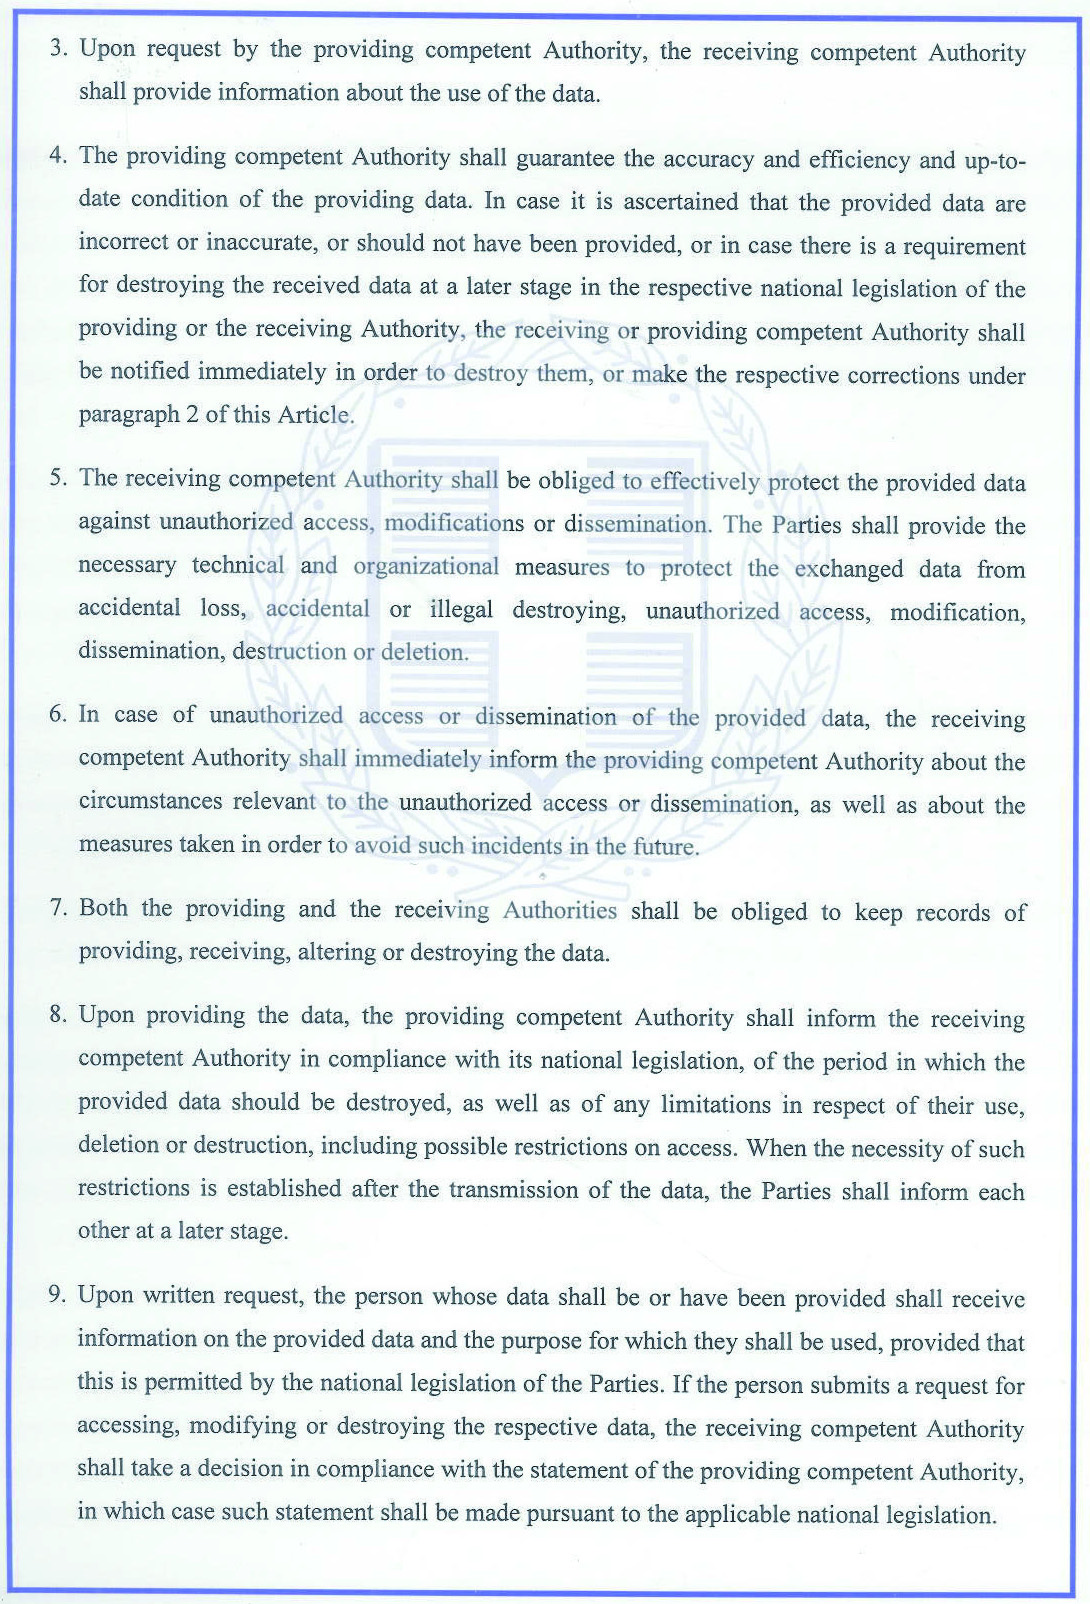 3. Upon request by the providing competent Authority, the receiving competent Authority
shall provide information about the use of the data.
4. The providing competent Authority shall guarantee the accuracy and efficiency and up-to-
date condition of the providing data. In case it is ascertained that the provided data are
incorrect or inaccurate, or should not have been provided, or in case there is a requirement
for destroying the received data at a later stage in the respective national legislation of the
providing or the receiving Authority, the receiving or providing competent Authority shall
be notified immediately in order to destroy them, or make the respective corrections under
paragraph 2 of this Article.
5. The receiving competent Authority shall be obliged to effectively protect the provided data
against unauthorized access, modifications or dissemination. The Parties shall provide the
necessary technical and organizational measures to protect the exchanged data from
accidental loss, accidental or illegal destroying, unauthorized access, modification,
dissemination, destruction or deletion.
6. In case of unauthorized access or dissemination of the provided data, the receiving
competent Authority shall immediately inform the providing competent Authority about the
circumstances relevant to the unauthorized access or dissemination, as well as about the
measures taken in order to avoid such incidents in the future.
7. Both the providing and the receiving Authorities shall be obliged to keep records of
providing, receiving, altering or destroying the data.
8. Upon providing the data, the providing competent Authority shall inform the receiving
competent Authority in compliance with its national legislation, of the period in which the
provided data should be destroyed, as well as of any limitations in respect of their use,
deletion or destruction, including possible restrictions on access. When the necessity of such
restrictions is established after the transmission of the data, the Parties shall inform each
other at a later stage.
9. Upon written request, the person whose data shall be or have been provided shall receive
information on the provided data and the purpose for which they shall be used, provided that
this is permitted by the national legislation of the Parties. If the person submits a request for
accessing, modifying or destroying the respective data, the receiving competent Authority
shall take a decision in compliance with the statement of the providing competent Authority,
in which case such statement shall be made pursuant to the applicable national legislation.